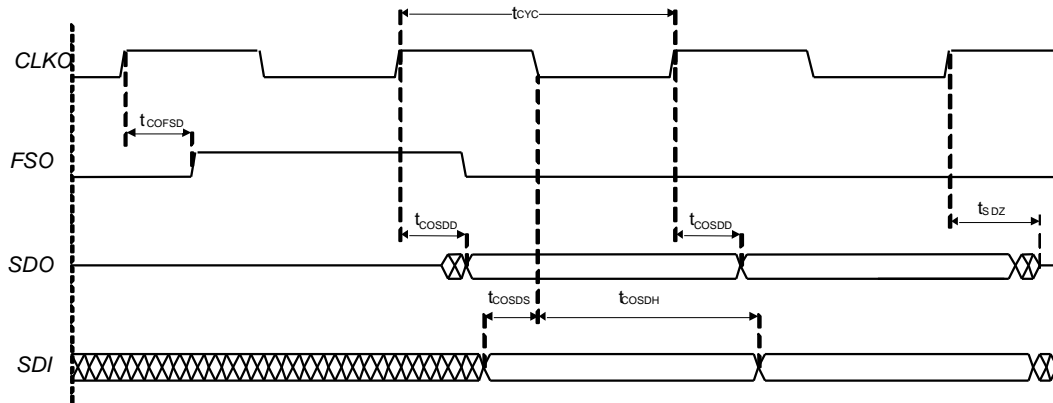 tCYC
CLKO
tCOFSD
FSO
tCOSDD tCOSDD tSDZ
SDO
tCOSDS tCOSDH
SDI